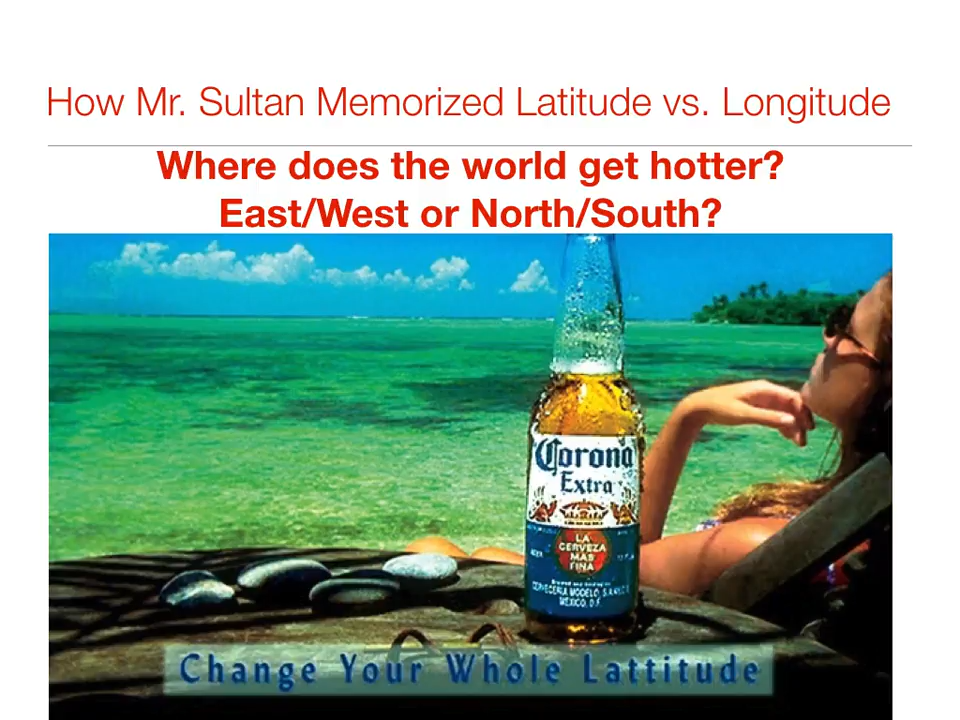 How Mr. Sultan Memorized Latitude vs. Longitude
Where does the world get hotter?
East/West or North/South?
Corona
Extra
LA
CERVEZA
MAS
FINA
MEXICO, D.F.
Change Your Whole Lattitude